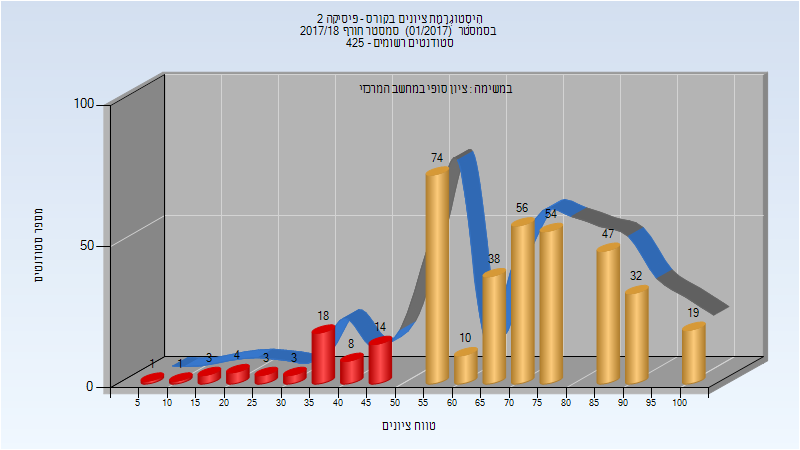 היסטוגרמת ציונים בקורס - פיסיקה 2
בסמסטר (01/2017) סמסטר חורף 2017/18
סטודנטים רשומים - 425
במשימה : ציון סופי במחשב המרכזי
מספר סטודנטים
100
50
0
1 1 3 4 3 3 18 8 14 74 10 38 56 54 47 32 19
5 10 15 20 25 30 35 40 45 50 55 60 65 70 75 80 85 90 95 100
טווח ציונים